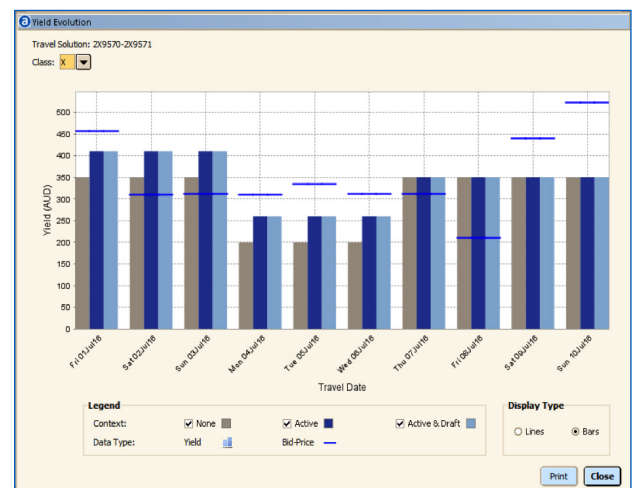 Yield Evolution
Travel Solution: 2X9570-2X9571
Class: X
500
450
400
350
300
250
200
150
100
50
0
Yield (AUD)
Fri 01Jul16
Sat 02Jul16
Sun 03Jul16
Mon 04Jul16
Tue 05Jul16
Wed 06Jul16
Thu 07Jul16
Fri 08Jul16
Sat 09Jul16
Sun 10Jul16
Travel Date
Legend
Context: None Active Active & Draft
Data Type: Yield Bid-Price
Display Type
Lines Bars
Print Close